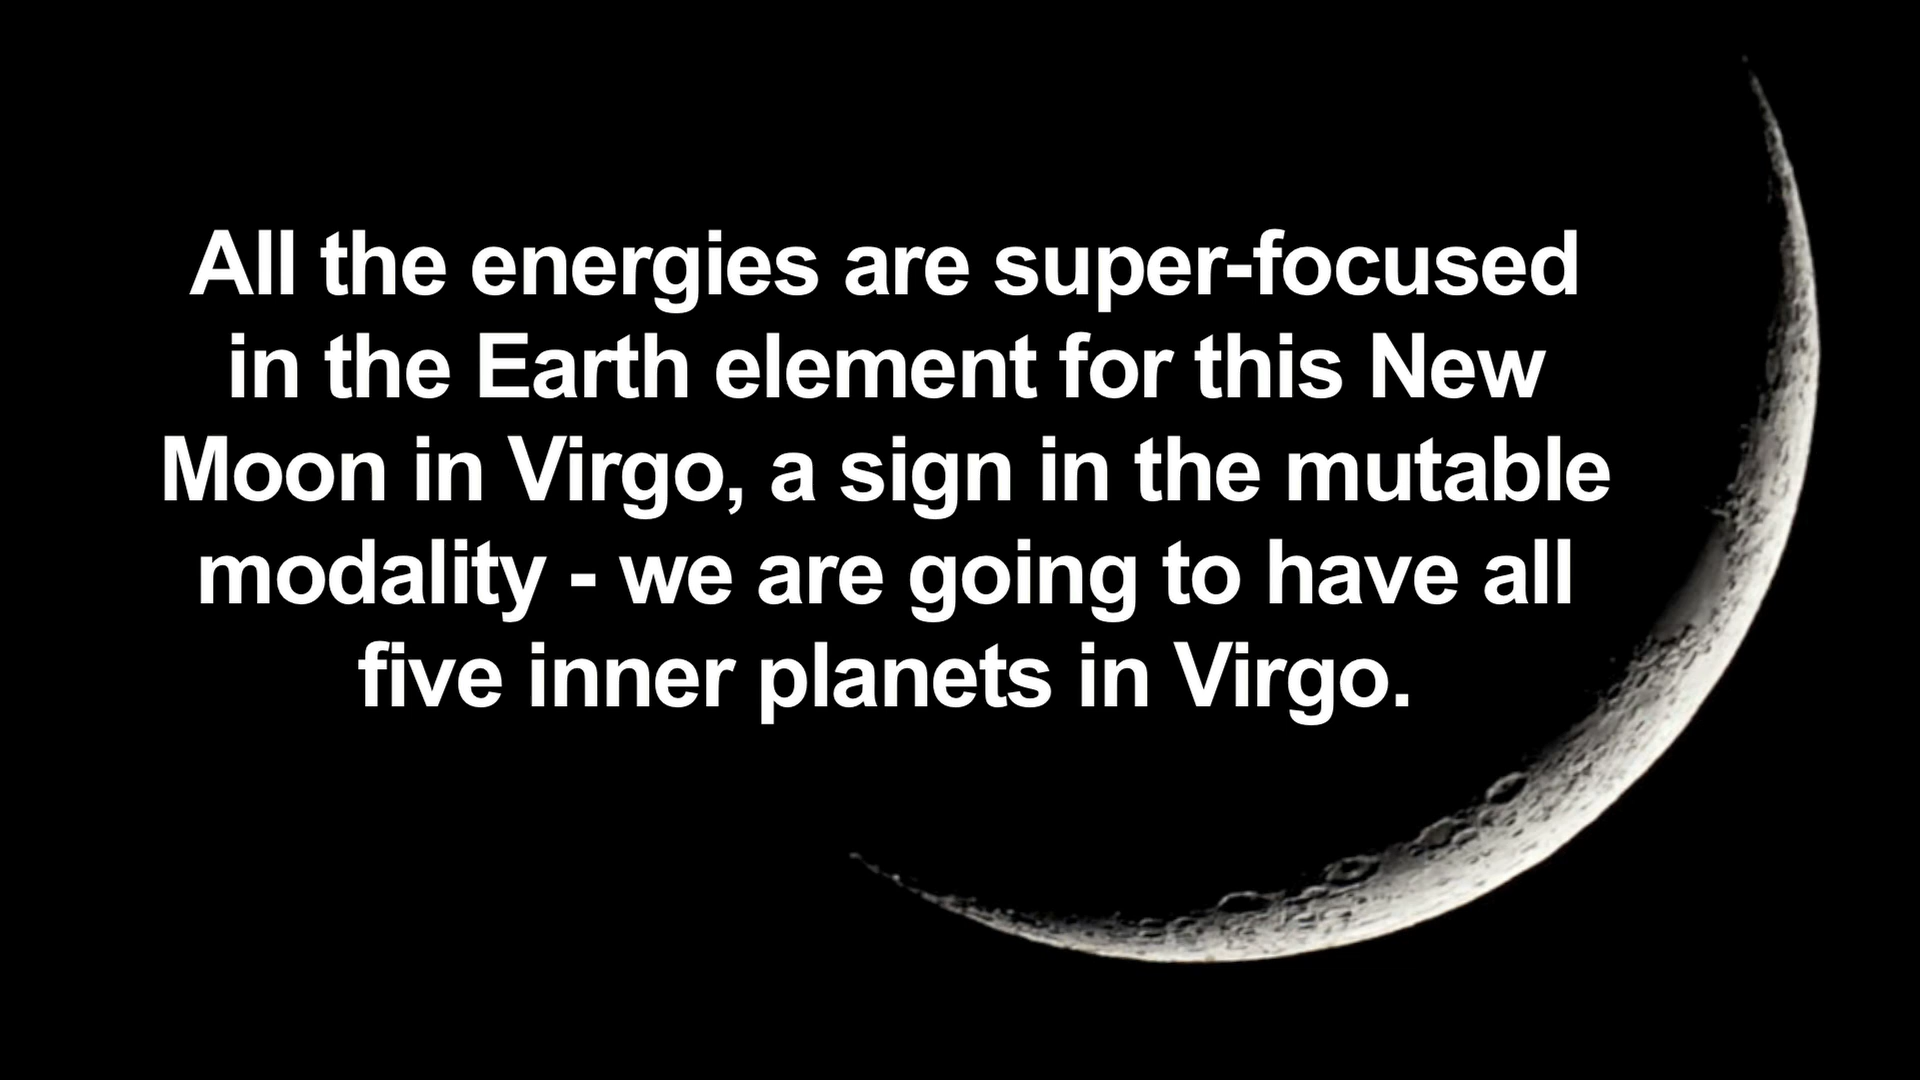 All the energies are super-focused
in the Earth element for this New
Moon in Virgo, a sign in the mutable
modality - we are going to have all
five inner planets in Virgo.